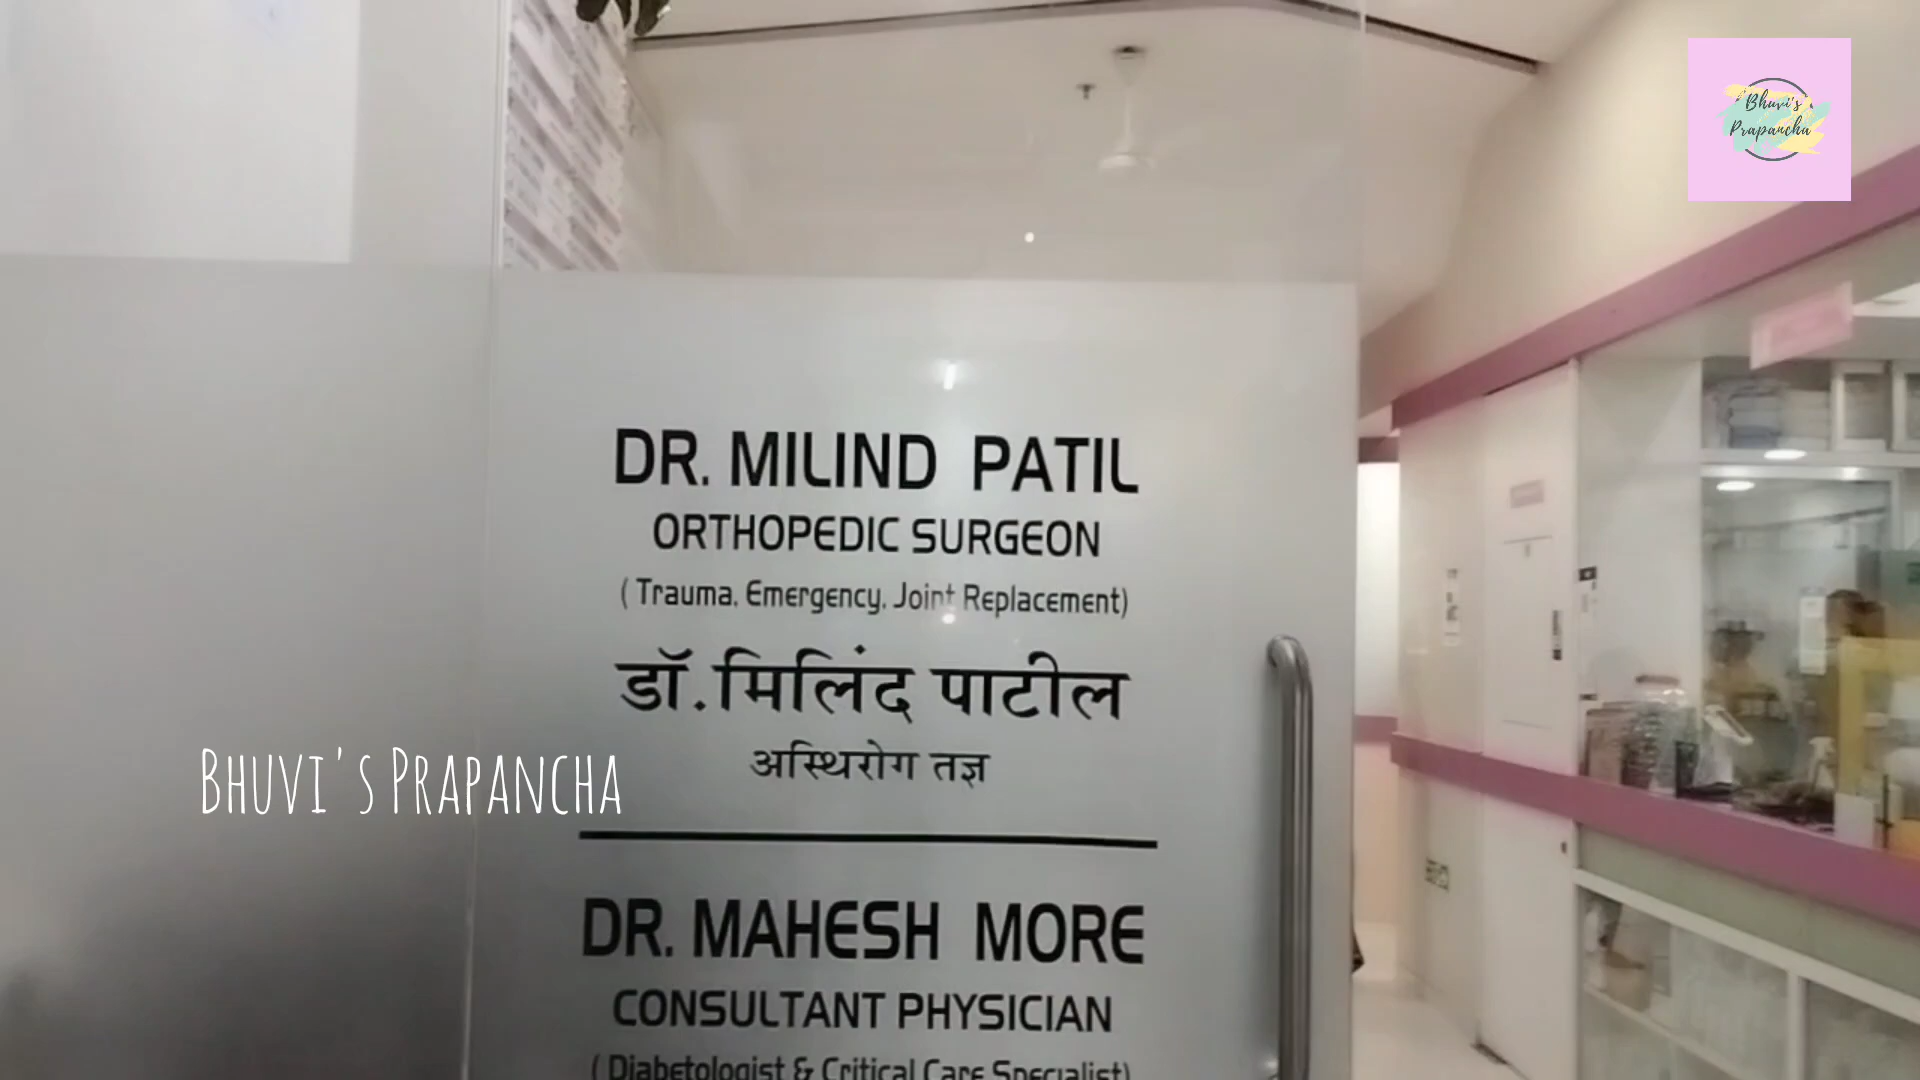 Bhuvi's
Prapancha
DR. MILIND PATIL
ORTHOPEDIC SURGEON
( Trauma, Emergency, Joint Replacement)
डॉ. मिलिंद पाटील
अस्थिरोग तज्ञ
BHUVI'S PRAPANCHA
DR. MAHESH MORE
CONSULTANT PHYSICIAN
( Diabetologist & Critical Care Specialist)